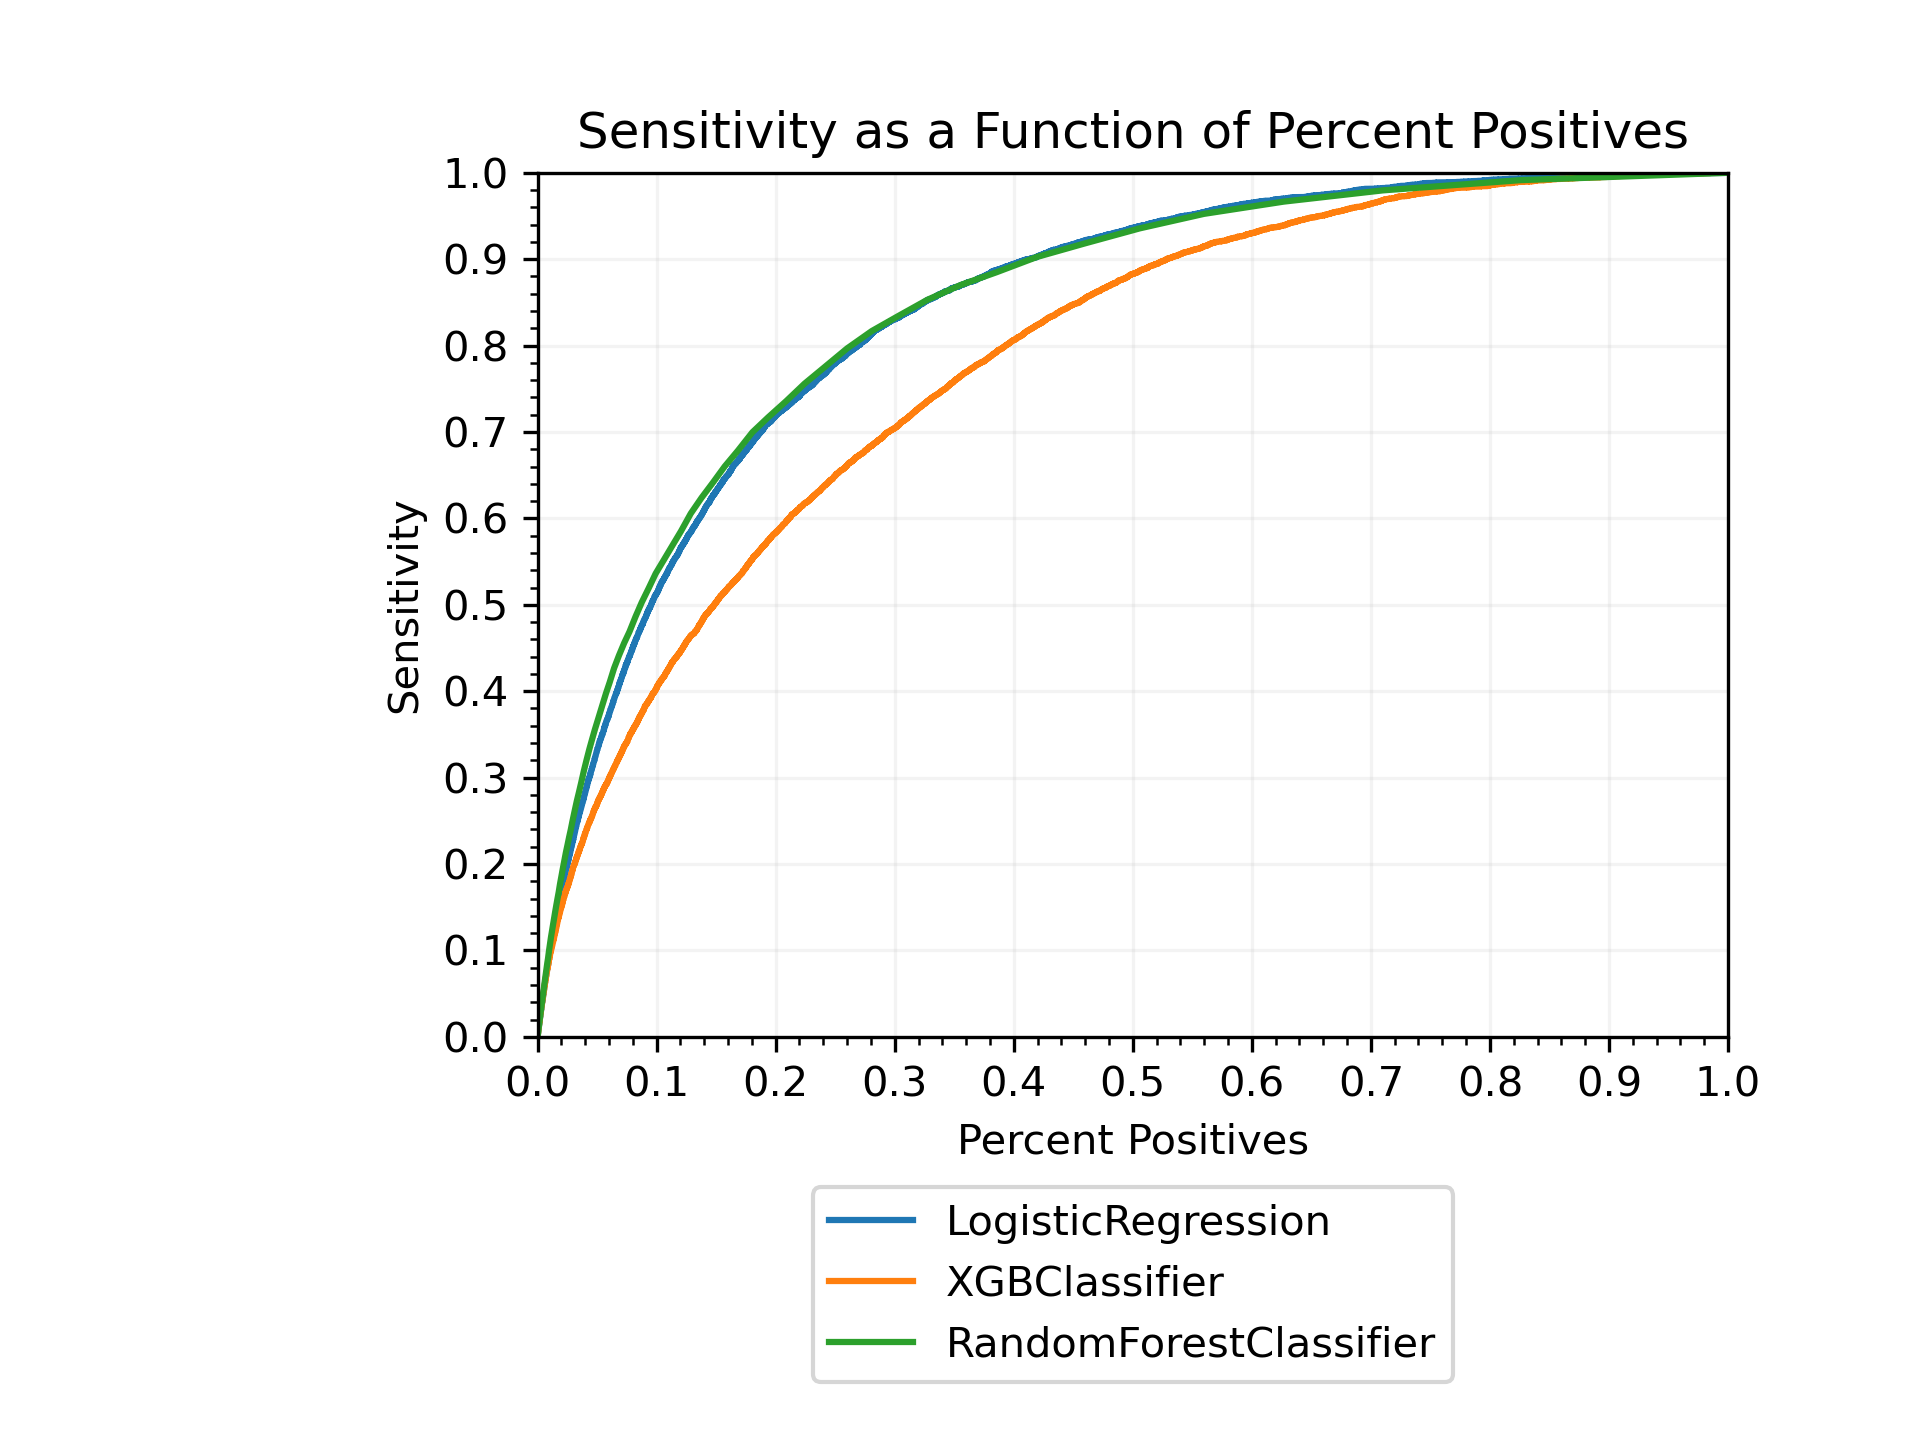 Sensitivity as a Function of Percent Positives
1.0
0.9
0.8
0.7
0.6
0.5
0.4
0.3
0.2
0.1
0.0
Sensitivity
0.0 0.1 0.2 0.3 0.4 0.5 0.6 0.7 0.8 0.9 1.0
Percent Positives
LogisticRegression
XGBClassifier
RandomForestClassifier